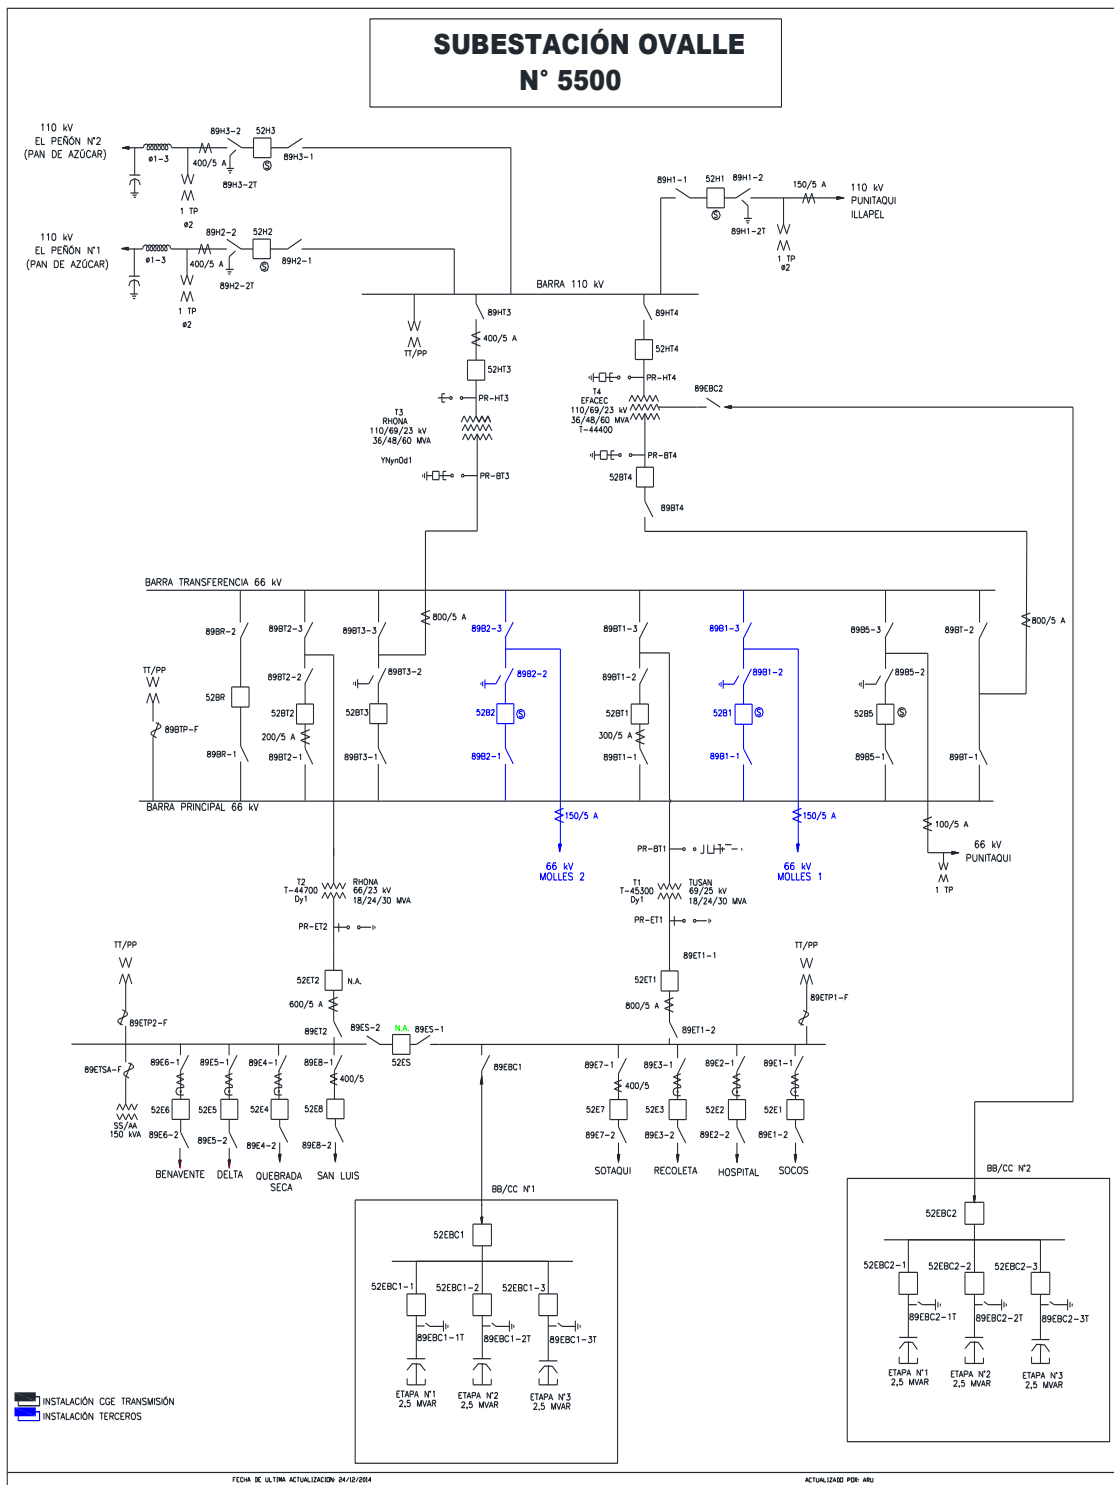 SUBESTACIÓN OVALLE
N° 5500
110 kV
EL PEÑÓN N°2
(PAN DE AZÚCAR)
ø1-3
400/5 A
89H3-2
52H3
89H3-1
S
89H3-2T
1 TP
ø2
110 kV
EL PEÑÓN N°1
(PAN DE AZÚCAR)
ø1-3
400/5 A
89H2-2
52H2
89H2-1
S
89H2-2T
1 TP
ø2
89H1-1
52H1
89H1-2
150/5 A
110 kV
PUNITAQUI
ILLAPEL
S
89H1-2T
1 TP
ø2
BARRA 110 kV
TT/PP
89HT3
400/5 A
52HT3
PR-HT3
T3
RHONA
110/69/23 kV
36/48/60 MVA
YNyn0d1
PR-BT3
89HT4
52HT4
PR-HT4
T4
EFACEC
110/69/23 kV
36/48/60 MVA
T-44400
89EBC2
PR-BT4
52BT4
89BT4
BARRA TRANSFERENCIA 66 kV
800/5 A
800/5 A
89BR-2
89BT2-3
89BT3-3
89B2-3
89BT1-3
89B1-3
89B5-3
89BT-2
TT/PP
89BTP-F
89BT2-2
89BT3-2
89B2-2
89BT1-2
89B1-2
89B5-2
52BR
52BT2
52BT3
52B2
S
52BT1
52B1
S
52B5
S
200/5 A
300/5 A
89BR-1
89BT2-1
89BT3-1
89B2-1
89BT1-1
89B1-1
89B5-1
89BT-1
BARRA PRINCIPAL 66 kV
150/5 A
150/5 A
100/5 A
66 kV
MOLLES 2
PR-BT1
66 kV
MOLLES 1
66 kV
PUNITAQUI
1 TP
T2
T-44700
Dy1
RHONA
66/23 kV
18/24/30 MVA
PR-ET2
T1
T-45300
Dy1
TUSAN
69/25 kV
18/24/30 MVA
PR-ET1
TT/PP
89ETP2-F
52ET2
N.A.
600/5 A
89ET2
89ET1-1
52ET1
800/5 A
89ET1-2
TT/PP
89ETP1-F
89ES-2
N.A.
89ES-1
52ES
89ETSA-F
SS/AA
150 kVA
89E6-1
89E5-1
89E4-1
89E8-1
400/5
89EBC1
89E7-1
400/5
89E3-1
89E2-1
89E1-1
52E6
52E5
52E4
52E8
52E7
52E3
52E2
52E1
89E6-2
89E5-2
89E4-2
89E8-2
89E7-2
89E3-2
89E2-2
89E1-2
BENAVENTE
DELTA
QUEBRADA
SECA
SAN LUIS
SOTAQUI
RECOLETA
HOSPITAL
SOCOS
BB/CC N°1
52EBC1
52EBC1-1
52EBC1-2
52EBC1-3
89EBC1-1T
89EBC1-2T
89EBC1-3T
ETAPA N°1
2,5 MVAR
ETAPA N°2
2,5 MVAR
ETAPA N°3
2,5 MVAR
BB/CC N°2
52EBC2
52EBC2-1
52EBC2-2
52EBC2-3
89EBC2-1T
89EBC2-2T
89EBC2-3T
ETAPA N°1
2,5 MVAR
ETAPA N°2
2,5 MVAR
ETAPA N°3
2,5 MVAR
INSTALACIÓN CGE TRANSMISIÓN
INSTALACIÓN TERCEROS
FECHA DE ULTIMA ACTUALIZACION: 24/12/2014
ACTUALIZADO POR: ARU